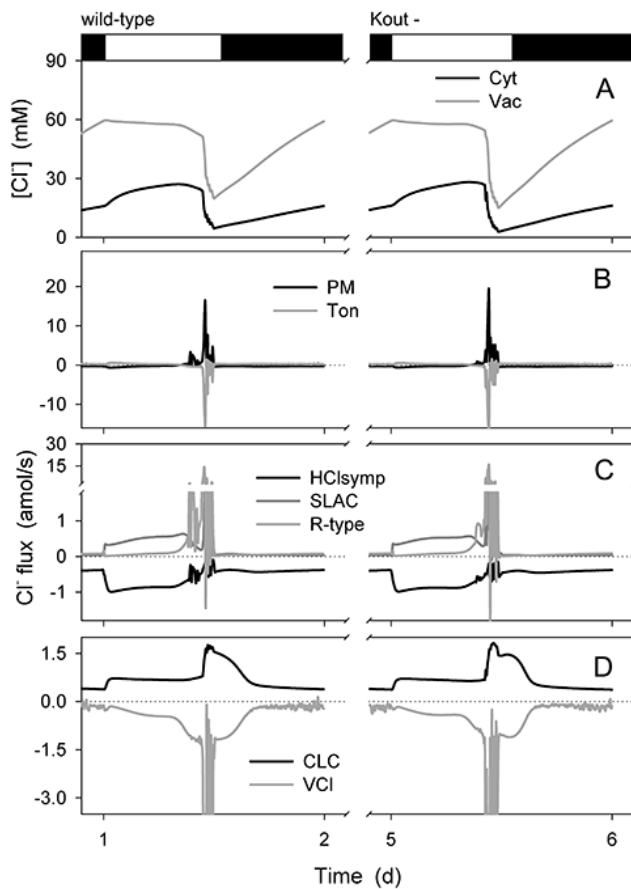 wild-type
Kout -
90
60
30
0
[Cl⁻] (mM)
Cyt
Vac
A
20
10
0
-10
PM
Ton
B
30
15
1
0
-1
HClsymp
SLAC
R-type
C
Cl⁻ flux (amol/s)
1.5
0.0
-1.5
-3.0
CLC
VCl
D
1
2
5
6
Time (d)